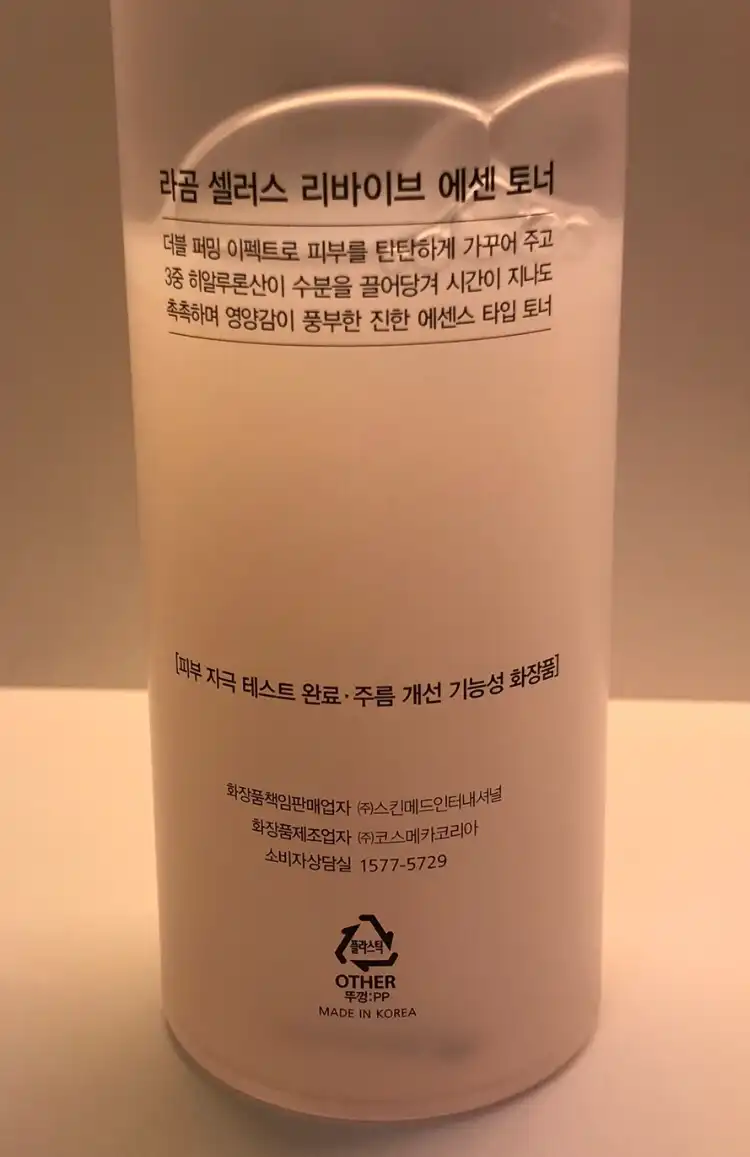 라곰 셀러스 리바이브 에센 토너
더블 퍼밍 이펙트로 피부를 탄탄하게 가꾸어 주고
3중 히알루론산이 수분을 끌어당겨 시간이 지나도
촉촉하며 영양감이 풍부한 진한 에센스 타입 토너
[피부 자극 테스트 완료·주름 개선 기능성 화장품]
화장품책임판매업자 ㈜스킨메드인터내셔널
화장품제조업자 ㈜코스메카코리아
소비자상담실 1577-5729
플라스틱
OTHER
뚜껑:PP
MADE IN KOREA